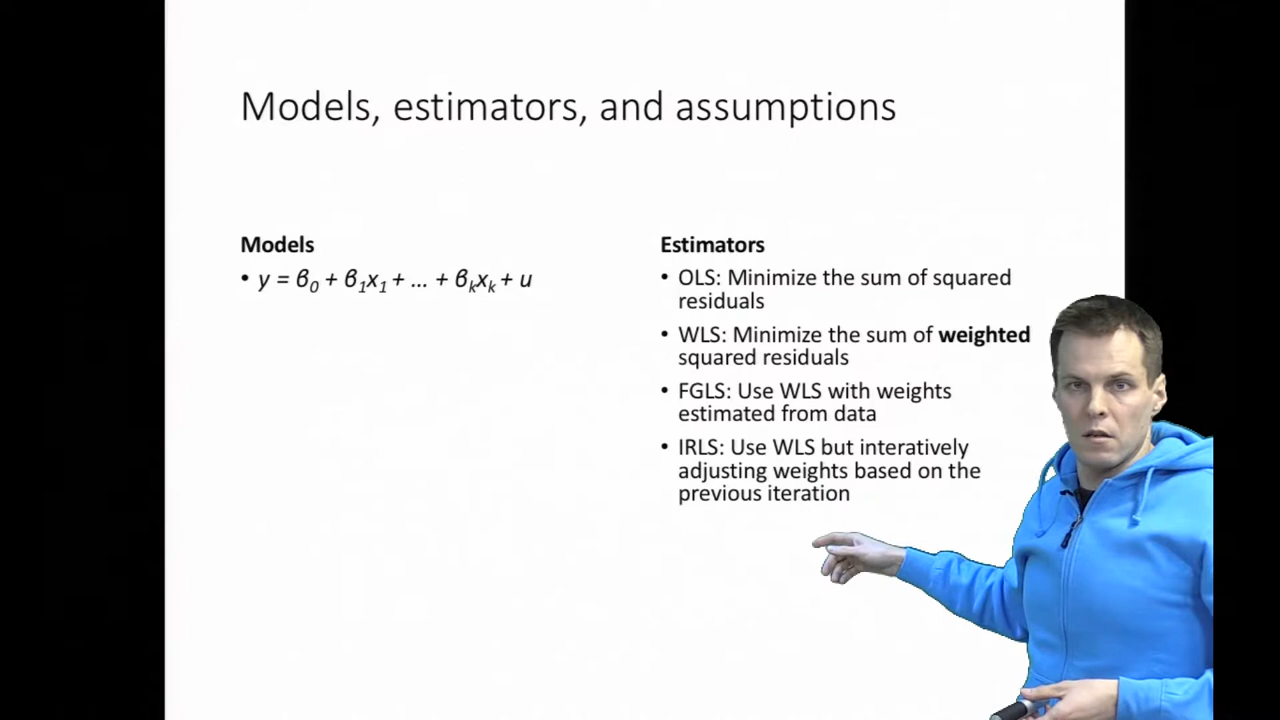 Models, estimators, and assumptions
Models
• y = β0 + β1x1 + ... + βkxk + u
Estimators
• OLS: Minimize the sum of squared
residuals
• WLS: Minimize the sum of weighted
squared residuals
• FGLS: Use WLS with weights
estimated from data
• IRLS: Use WLS but interatively
adjusting weights based on the
previous iteration